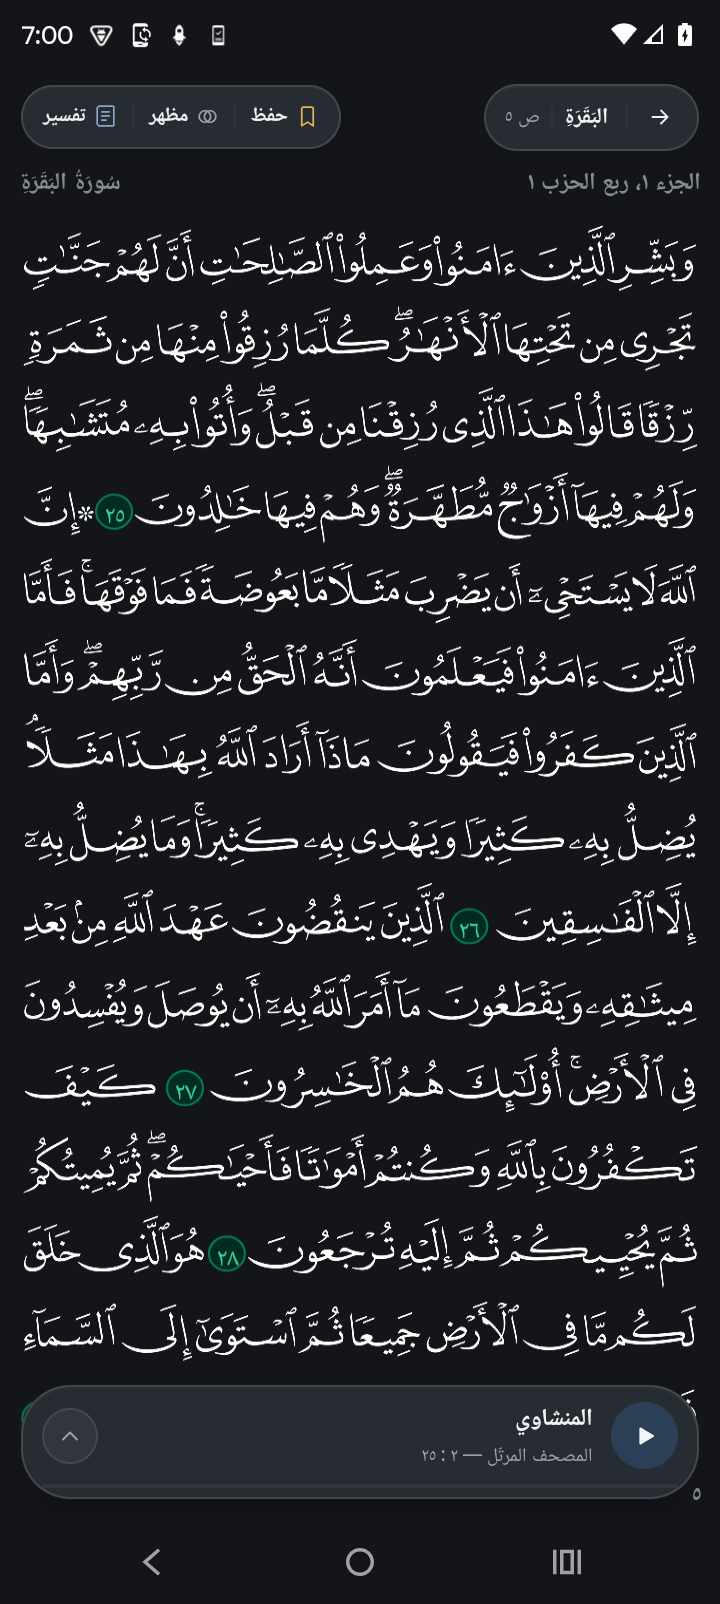 7:00
→ البَقَرَةِ ص ٥
حفظ مظهر تفسير
الجزء ١، ربع الحزب ١
سُورَةُ البَقَرَةِ
وَبَشِّرِ ٱلَّذِينَ ءَامَنُوا۟ وَعَمِلُوا۟ ٱلصَّـٰلِحَـٰتِ أَنَّ لَهُمْ جَنَّـٰتٍ
تَجْرِى مِن تَحْتِهَا ٱلْأَنْهَـٰرُ ۖ كُلَّمَا رُزِقُوا۟ مِنْهَا مِن ثَمَرَةٍ
رِّزْقًا قَالُوا۟ هَـٰذَا ٱلَّذِى رُزِقْنَا مِن قَبْلُ ۖ وَأُتُوا۟ بِهِۦ مُتَشَـٰبِهًا ۖ
وَلَهُمْ فِيهَآ أَزْوَٰجٌ مُّطَهَّرَةٌ ۖ وَهُمْ فِيهَا خَـٰلِدُونَ ٢٥ ۞ إِنَّ
ٱللَّهَ لَا يَسْتَحْىِۦٓ أَن يَضْرِبَ مَثَلًا مَّا بَعُوضَةً فَمَا فَوْقَهَا ۚ فَأَمَّا
ٱلَّذِينَ ءَامَنُوا۟ فَيَعْلَمُونَ أَنَّهُ ٱلْحَقُّ مِن رَّبِّهِمْ ۖ وَأَمَّا
ٱلَّذِينَ كَفَرُوا۟ فَيَقُولُونَ مَاذَآ أَرَادَ ٱللَّهُ بِهَـٰذَا مَثَلًا ۘ
يُضِلُّ بِهِۦ كَثِيرًا وَيَهْدِى بِهِۦ كَثِيرًا ۚ وَمَا يُضِلُّ بِهِۦٓ
إِلَّا ٱلْفَـٰسِقِينَ ٢٦ ٱلَّذِينَ يَنقُضُونَ عَهْدَ ٱللَّهِ مِنۢ بَعْدِ
مِيثَـٰقِهِۦ وَيَقْطَعُونَ مَآ أَمَرَ ٱللَّهُ بِهِۦٓ أَن يُوصَلَ وَيُفْسِدُونَ
فِى ٱلْأَرْضِ ۚ أُو۟لَـٰٓئِكَ هُمُ ٱلْخَـٰسِرُونَ ٢٧ كَيْفَ
تَكْفُرُونَ بِٱللَّهِ وَكُنتُمْ أَمْوَٰتًا فَأَحْيَـٰكُمْ ۖ ثُمَّ يُمِيتُكُمْ
ثُمَّ يُحْيِيكُمْ ثُمَّ إِلَيْهِ تُرْجَعُونَ ٢٨ هُوَ ٱلَّذِى خَلَقَ
لَكُم مَّا فِى ٱلْأَرْضِ جَمِيعًا ثُمَّ ٱسْتَوَىٰٓ إِلَى ٱلسَّمَآءِ
المنشاوي
المصحف المرتّل — ٢ : ٢٥
٥